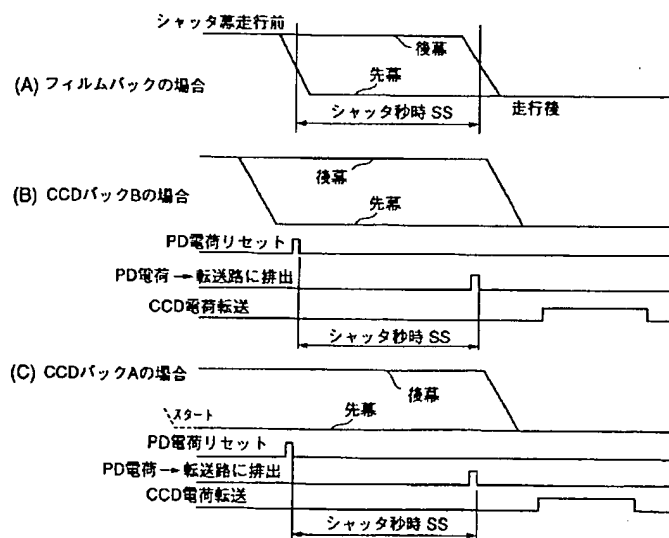 シャッタ幕走行前
後幕
(A) フィルムバックの場合
先幕
シャッタ秒時 SS
走行後
後幕
(B) CCDバックBの場合
先幕
PD電荷リセット
PD電荷→転送路に排出
CCD電荷転送
シャッタ秒時 SS
(C) CCDバックAの場合
後幕
スタート
先幕
PD電荷リセット
PD電荷→転送路に排出
CCD電荷転送
シャッタ秒時 SS